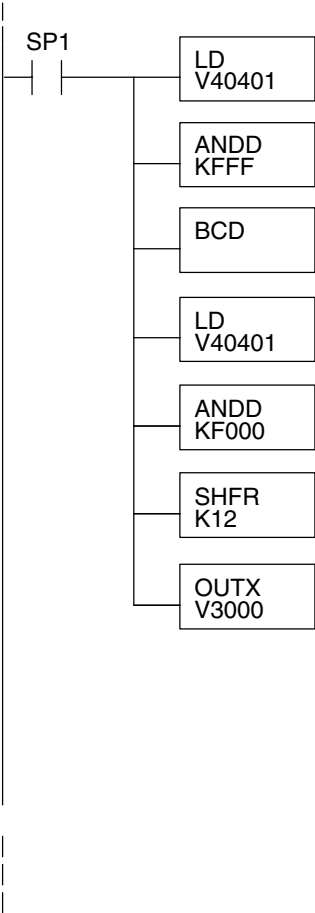 SP1
LD
V40401
ANDD
KFFF
BCD
LD
V40401
ANDD
KF000
SHFR
K12
OUTX
V3000